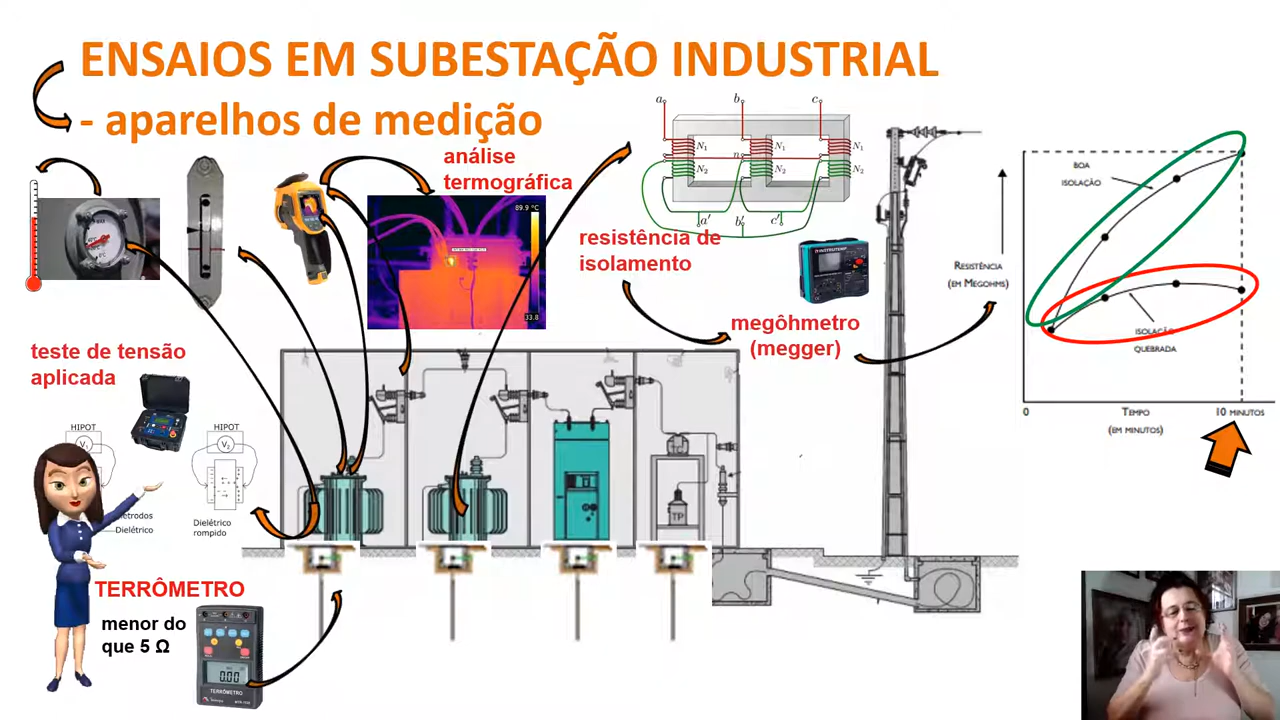 ENSAIOS EM SUBESTAÇÃO INDUSTRIAL
- aparelhos de medição
análise
termográfica
89.9 °C
33.8
a
b
c
N1
N1
N1
n
N2
N2
N2
a'
b'
c'
resistência de
isolamento
megôhmetro
(megger)
BOA
ISOLAÇÃO
RESISTÊNCIA
(EM MEGOHMS)
QUEBRADA
0
TEMPO
(EM MINUTOS)
10 MINUTOS
teste de tensão
aplicada
HIPOT
V1
HIPOT
V2
Dielétrico
Dielétrico
rompido
TP
TERRÔMETRO
menor do
que 5 Ω
0.00
TERRÔMETRO